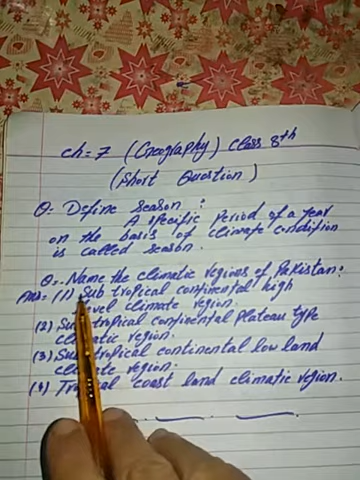 ch=7 (Geography) class 8th
(Short Question)
Q:- Define season?
A specific period of a year
on the basis of climate condition
is called season.
Q:- Name the climatic regions of Pakistan?
Ans:- (1) Sub tropical continental high
level climate region.
(2) Sub tropical continental Plateau type
climatic region.
(3) Sub tropical continental low land
climate region.
(4) Tropical coast land climatic region.